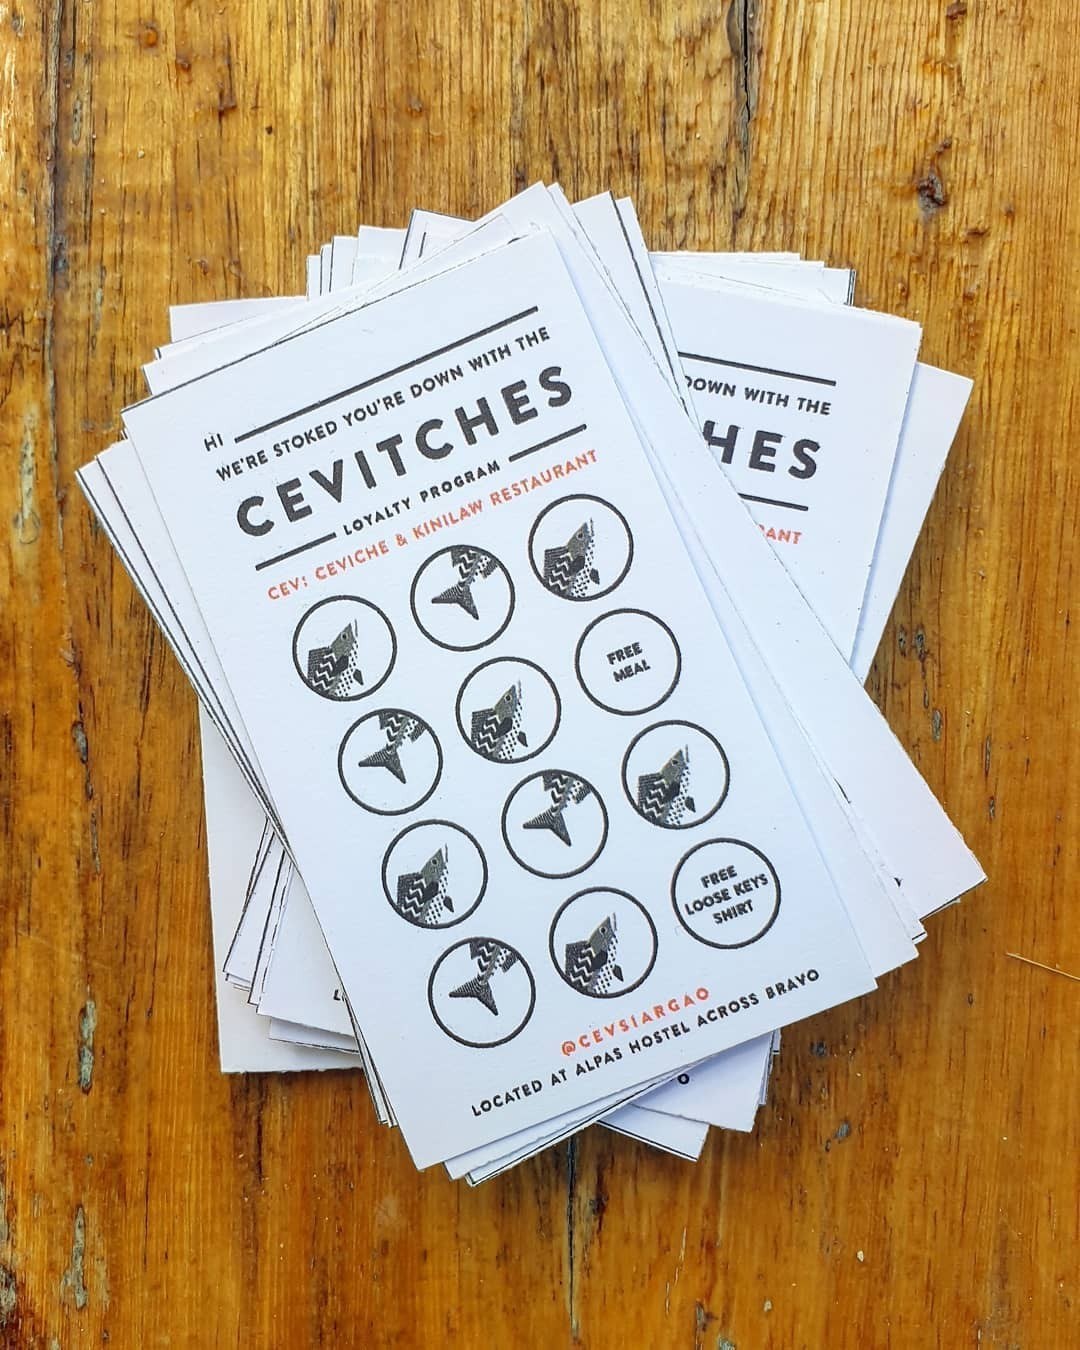 HI
WE'RE STOKED YOU'RE DOWN WITH THE
CEVITCHES
LOYALTY PROGRAM
CEV: CEVICHE & KINILAW RESTAURANT
FREE
MEAL
FREE
LOOSE KEYS
SHIRT
@CEVSIARGAO
LOCATED AT ALPAS HOSTEL ACROSS BRAVO
DOWN WITH THE
HES
RANT
O